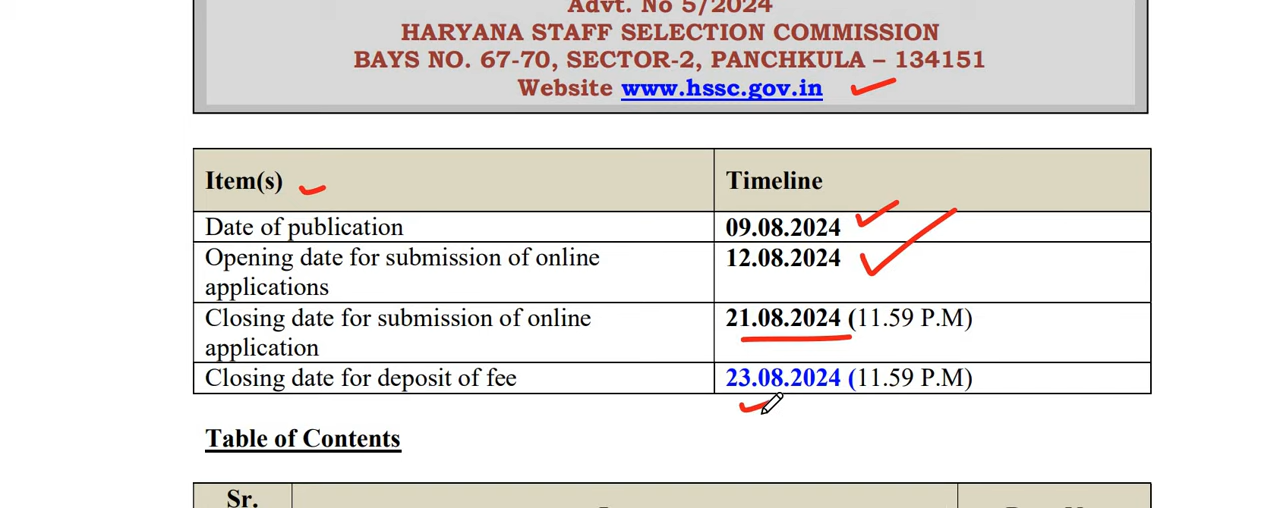 Advt. No 5/2024
HARYANA STAFF SELECTION COMMISSION
BAYS NO. 67-70, SECTOR-2, PANCHKULA – 134151
Website www.hssc.gov.in
Item(s) Timeline
Date of publication 09.08.2024
Opening date for submission of online 12.08.2024
applications
Closing date for submission of online 21.08.2024 (11.59 P.M)
application
Closing date for deposit of fee 23.08.2024 (11.59 P.M)
Table of Contents
Sr.